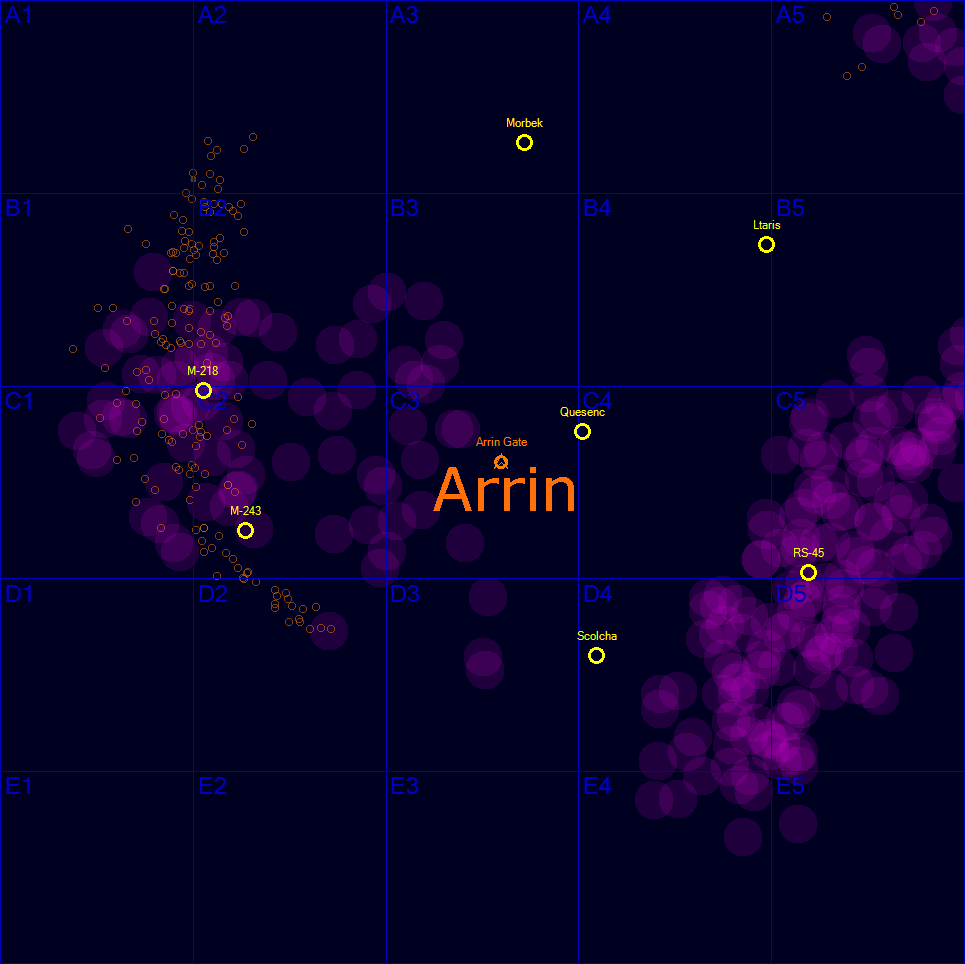 A1 A2 A3 A4 A5
Morbek
B1 B2 B3 B4 B5
Ltaris
M-218
C1 C2 C3 C4 C5
Quesenc
Arrin Gate
Arrin
M-243
RS-45
D1 D2 D3 D4 D5
Scolcha
E1 E2 E3 E4 E5